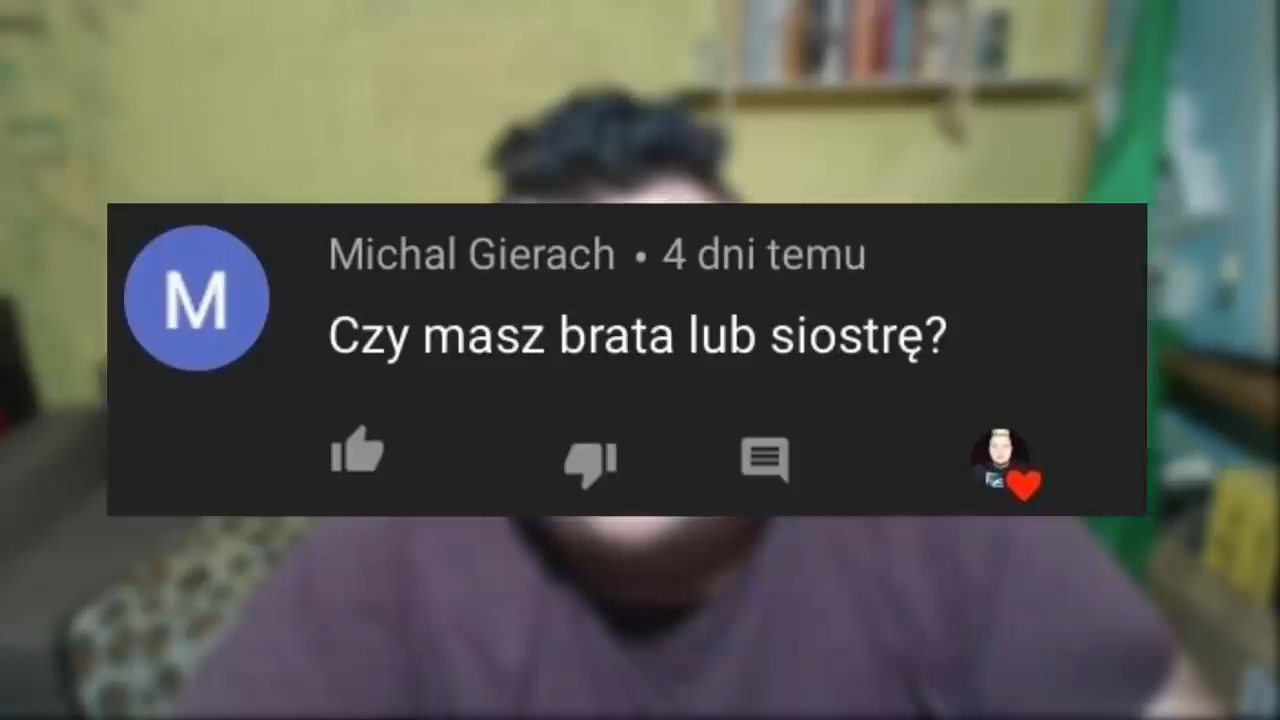 M
Michal Gierach • 4 dni temu
Czy masz brata lub siostrę?